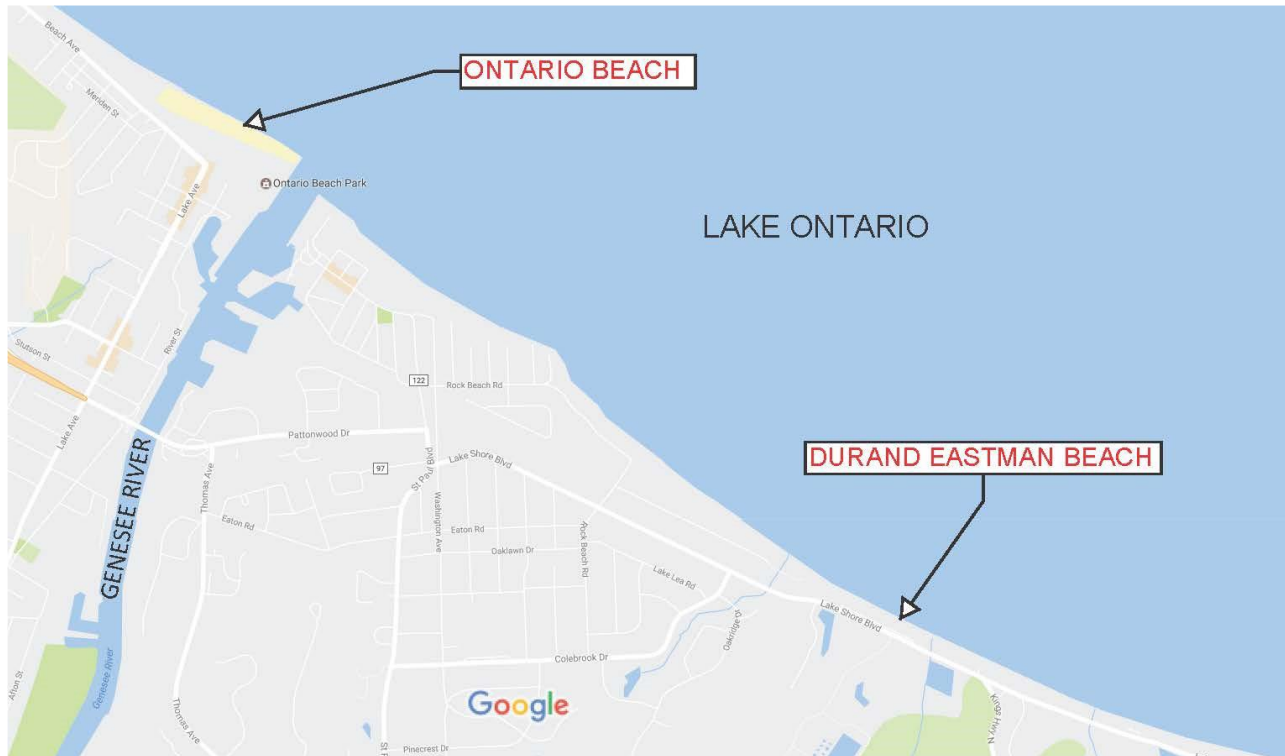 Beach Ave
ONTARIO BEACH
Meriden St
Ontario Beach Park
Lake Ave
LAKE ONTARIO
River St
Stutson St
122
Rock Beach Rd
Lake Ave
Pattonwood Dr
GENESEE RIVER
97
St Paul Blvd
Lake Shore Blvd
DURAND EASTMAN BEACH
Thomas Ave
Washington Ave
Eaton Rd
Eaton Rd
Rock Beach Rd
Oaklawn Dr
Lake Lea Rd
Lake Shore Blvd
Oakridge
Colebrook Dr
Afton St
Genesee River
Thomas Ave
Google
Kings Hwy N
St
Pinecrest Dr